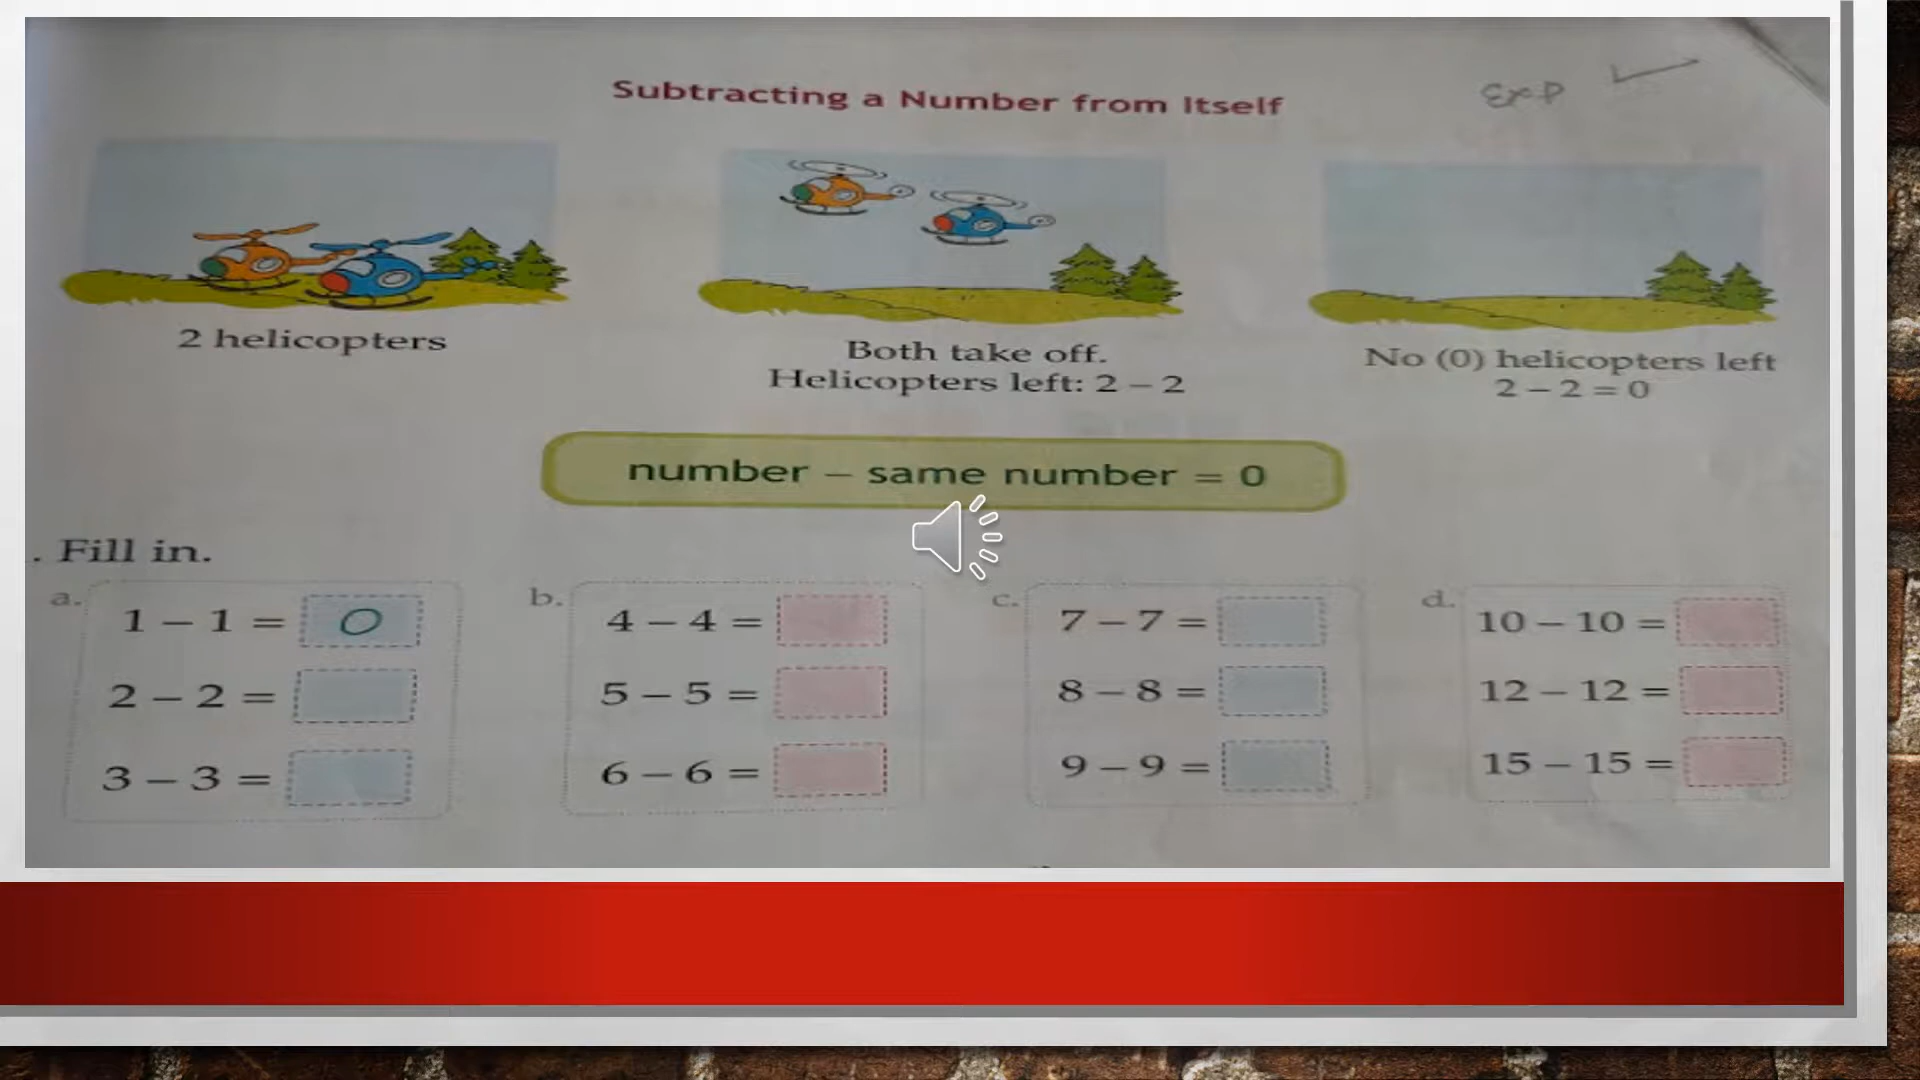 Subtracting a Number from Itself
Exp
2 helicopters
Both take off.
Helicopters left: 2 – 2
No (0) helicopters left
2 – 2 = 0
number – same number = 0
. Fill in.
a.
1 – 1 = 0
2 – 2 =
3 – 3 =
b.
4 – 4 =
5 – 5 =
6 – 6 =
c.
7 – 7 =
8 – 8 =
9 – 9 =
d.
10 – 10 =
12 – 12 =
15 – 15 =